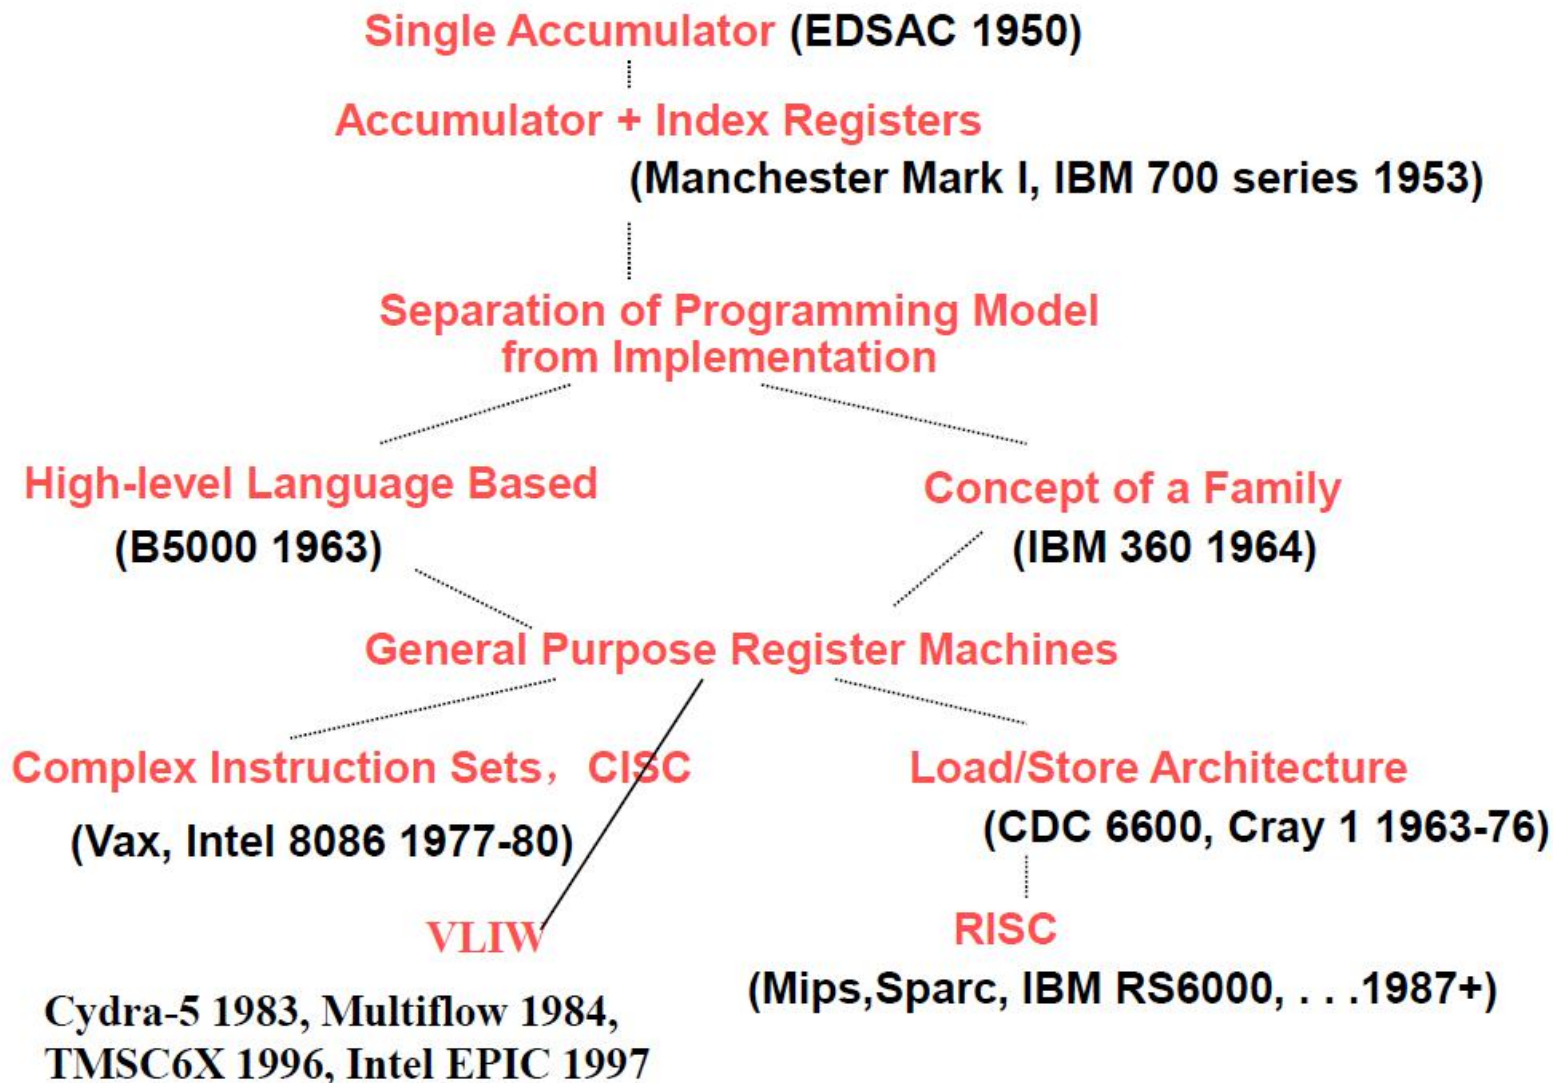 Single Accumulator (EDSAC 1950)
Accumulator + Index Registers
(Manchester Mark I, IBM 700 series 1953)
Separation of Programming Model
from Implementation
High-level Language Based
(B5000 1963)
Concept of a Family
(IBM 360 1964)
General Purpose Register Machines
Complex Instruction Sets，CISC
(Vax, Intel 8086 1977-80)
Load/Store Architecture
(CDC 6600, Cray 1 1963-76)
VLIW
Cydra-5 1983, Multiflow 1984,
TMSC6X 1996, Intel EPIC 1997
RISC
(Mips,Sparc, IBM RS6000, . . .1987+)